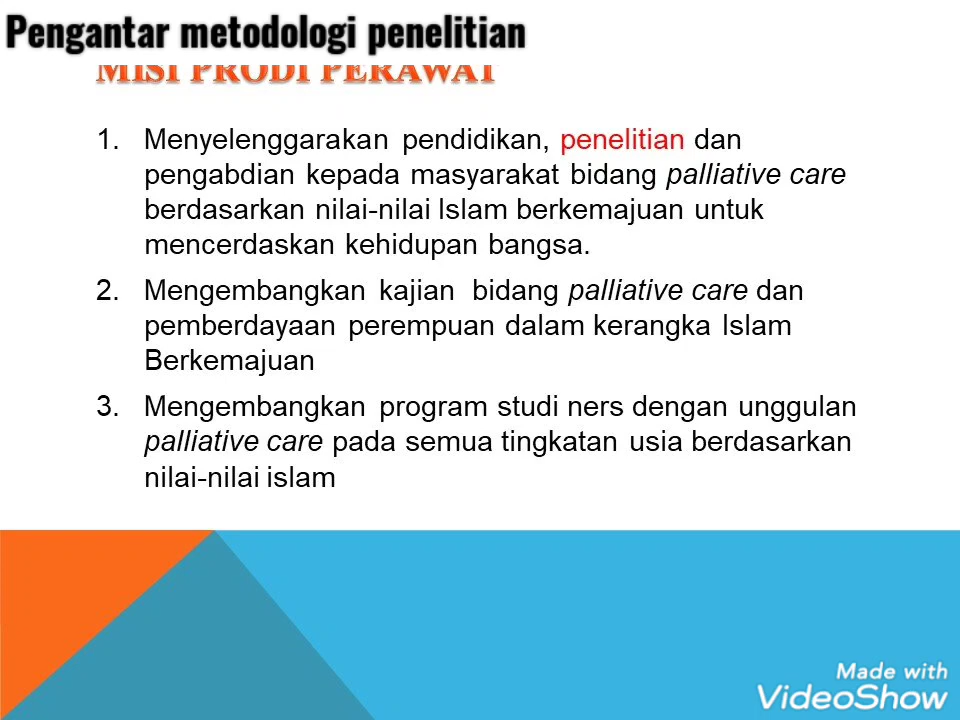 Pengantar metodologi penelitian
MISI PRODI PERAWAT
1. Menyelenggarakan pendidikan, penelitian dan
pengabdian kepada masyarakat bidang palliative care
berdasarkan nilai-nilai Islam berkemajuan untuk
mencerdaskan kehidupan bangsa.
2. Mengembangkan kajian bidang palliative care dan
pemberdayaan perempuan dalam kerangka Islam
Berkemajuan
3. Mengembangkan program studi ners dengan unggulan
palliative care pada semua tingkatan usia berdasarkan
nilai-nilai islam
Made with
VideoShow